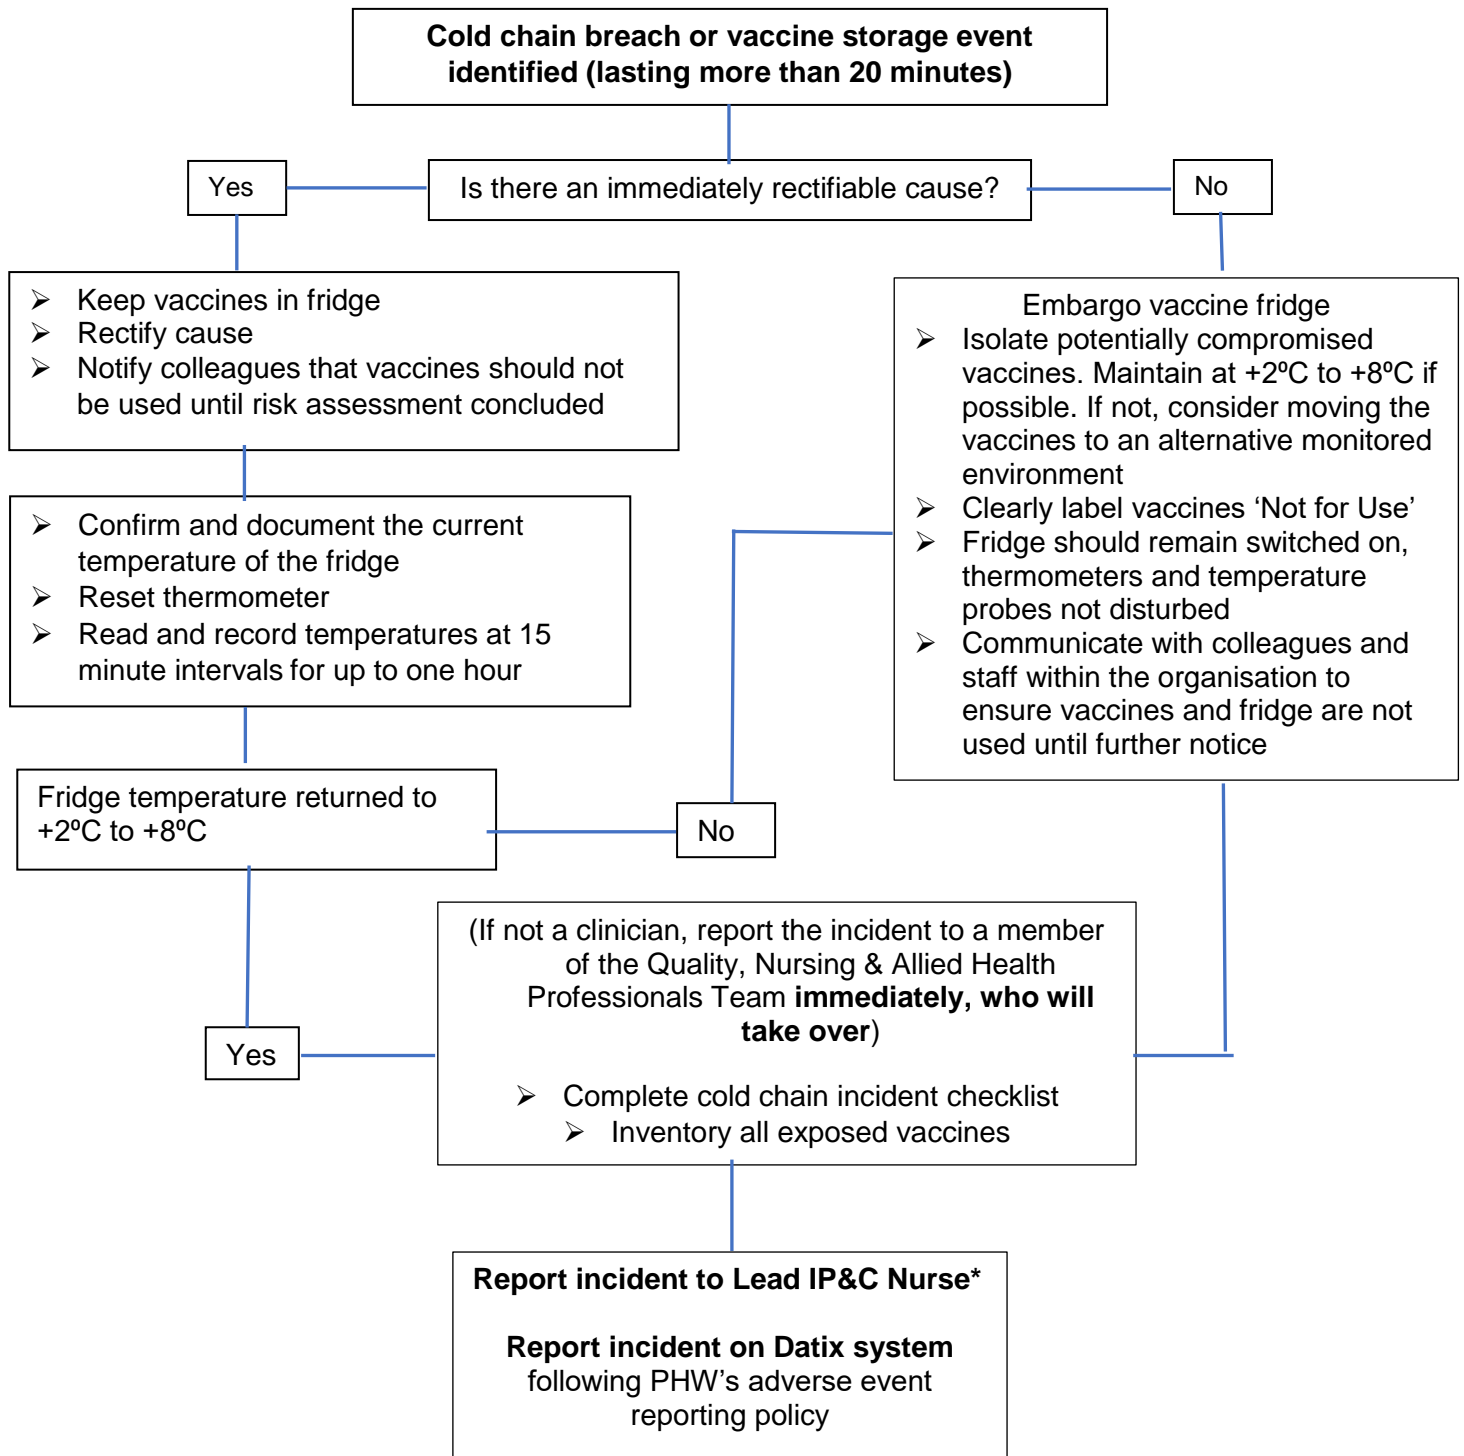 Cold chain breach or vaccine storage event
identified (lasting more than 20 minutes)
Yes
Is there an immediately rectifiable cause?
No
➢ Keep vaccines in fridge
➢ Rectify cause
➢ Notify colleagues that vaccines should not
be used until risk assessment concluded
Embargo vaccine fridge
➢ Isolate potentially compromised
vaccines. Maintain at +2ºC to +8ºC if
possible. If not, consider moving the
vaccines to an alternative monitored
environment
➢ Clearly label vaccines ‘Not for Use’
➢ Fridge should remain switched on,
thermometers and temperature
probes not disturbed
➢ Communicate with colleagues and
staff within the organisation to
ensure vaccines and fridge are not
used until further notice
➢ Confirm and document the current
temperature of the fridge
➢ Reset thermometer
➢ Read and record temperatures at 15
minute intervals for up to one hour
Fridge temperature returned to
+2ºC to +8ºC
No
Yes
(If not a clinician, report the incident to a member
of the Quality, Nursing & Allied Health
Professionals Team immediately, who will
take over)
➢ Complete cold chain incident checklist
➢ Inventory all exposed vaccines
Report incident to Lead IP&C Nurse*
Report incident on Datix system
following PHW’s adverse event
reporting policy